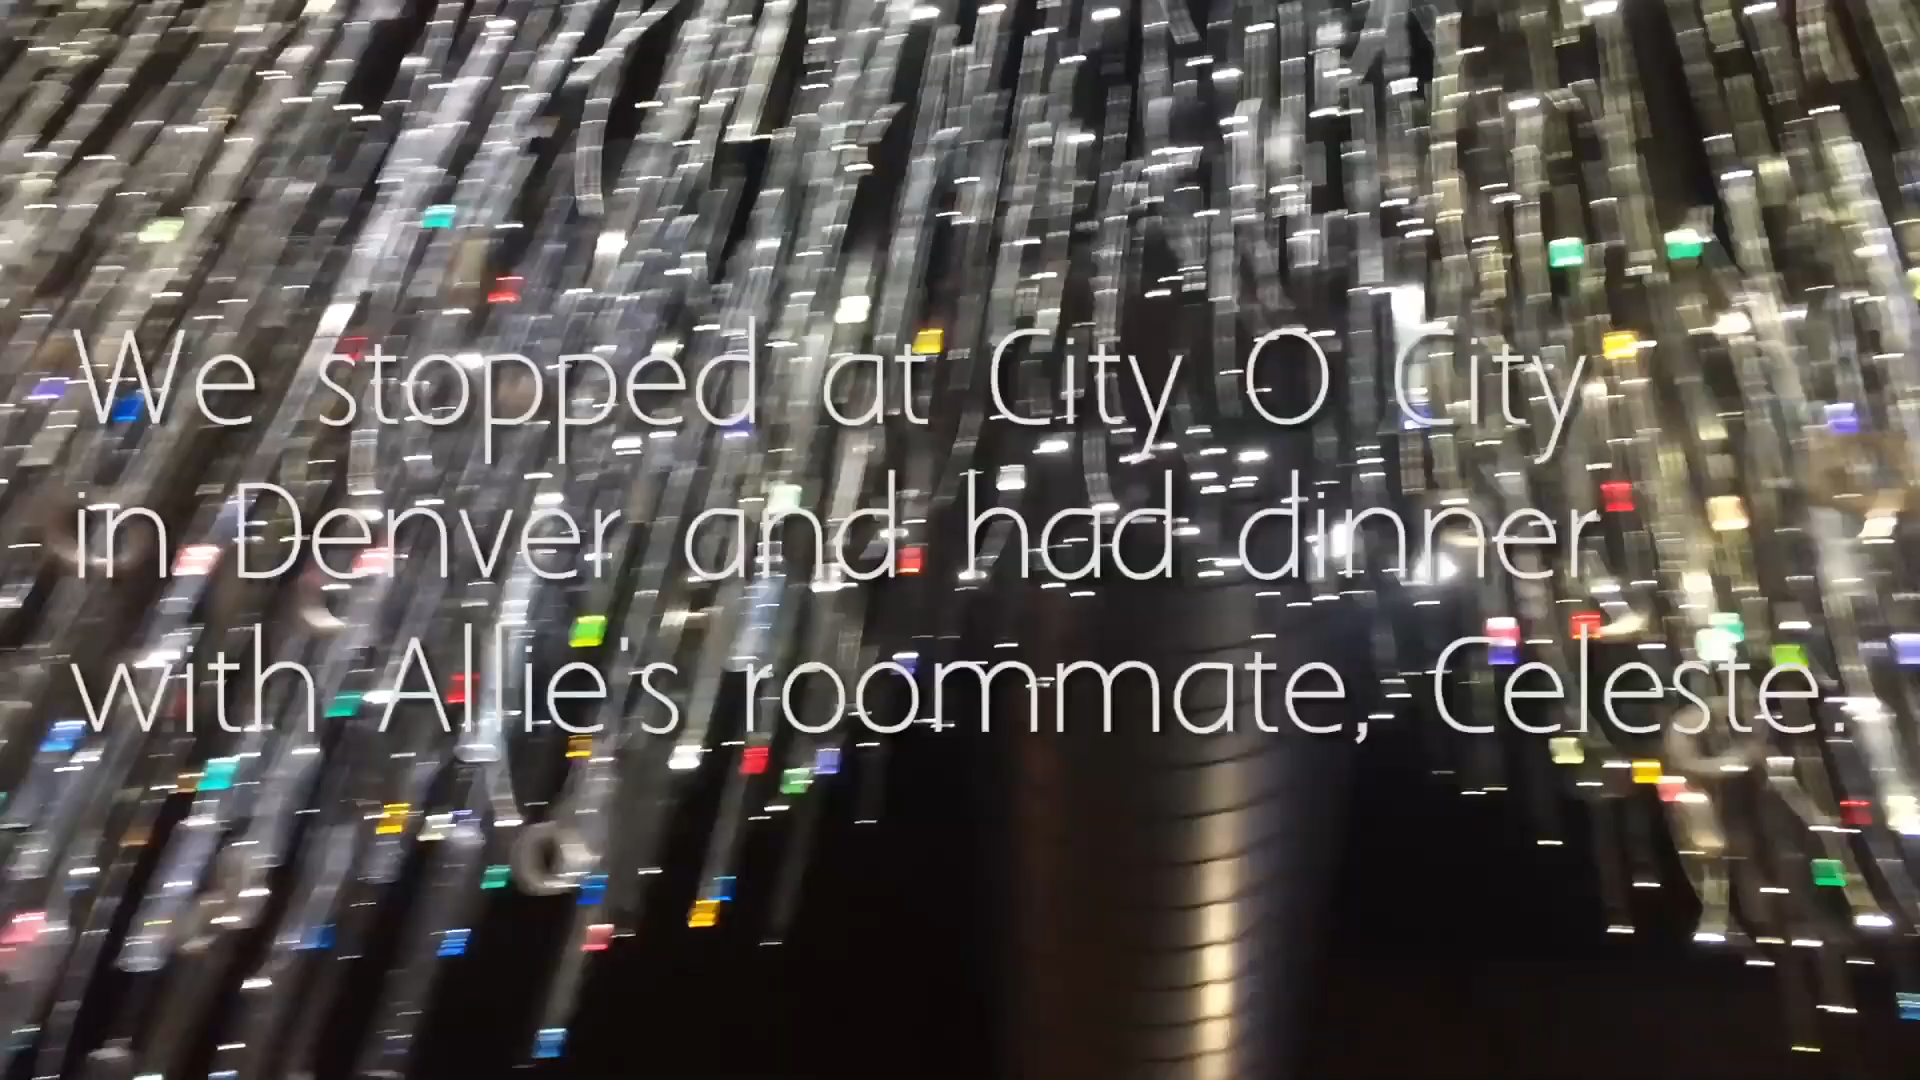 We stopped at City O City
in Denver and had dinner
with Allie's roommate, Celeste.